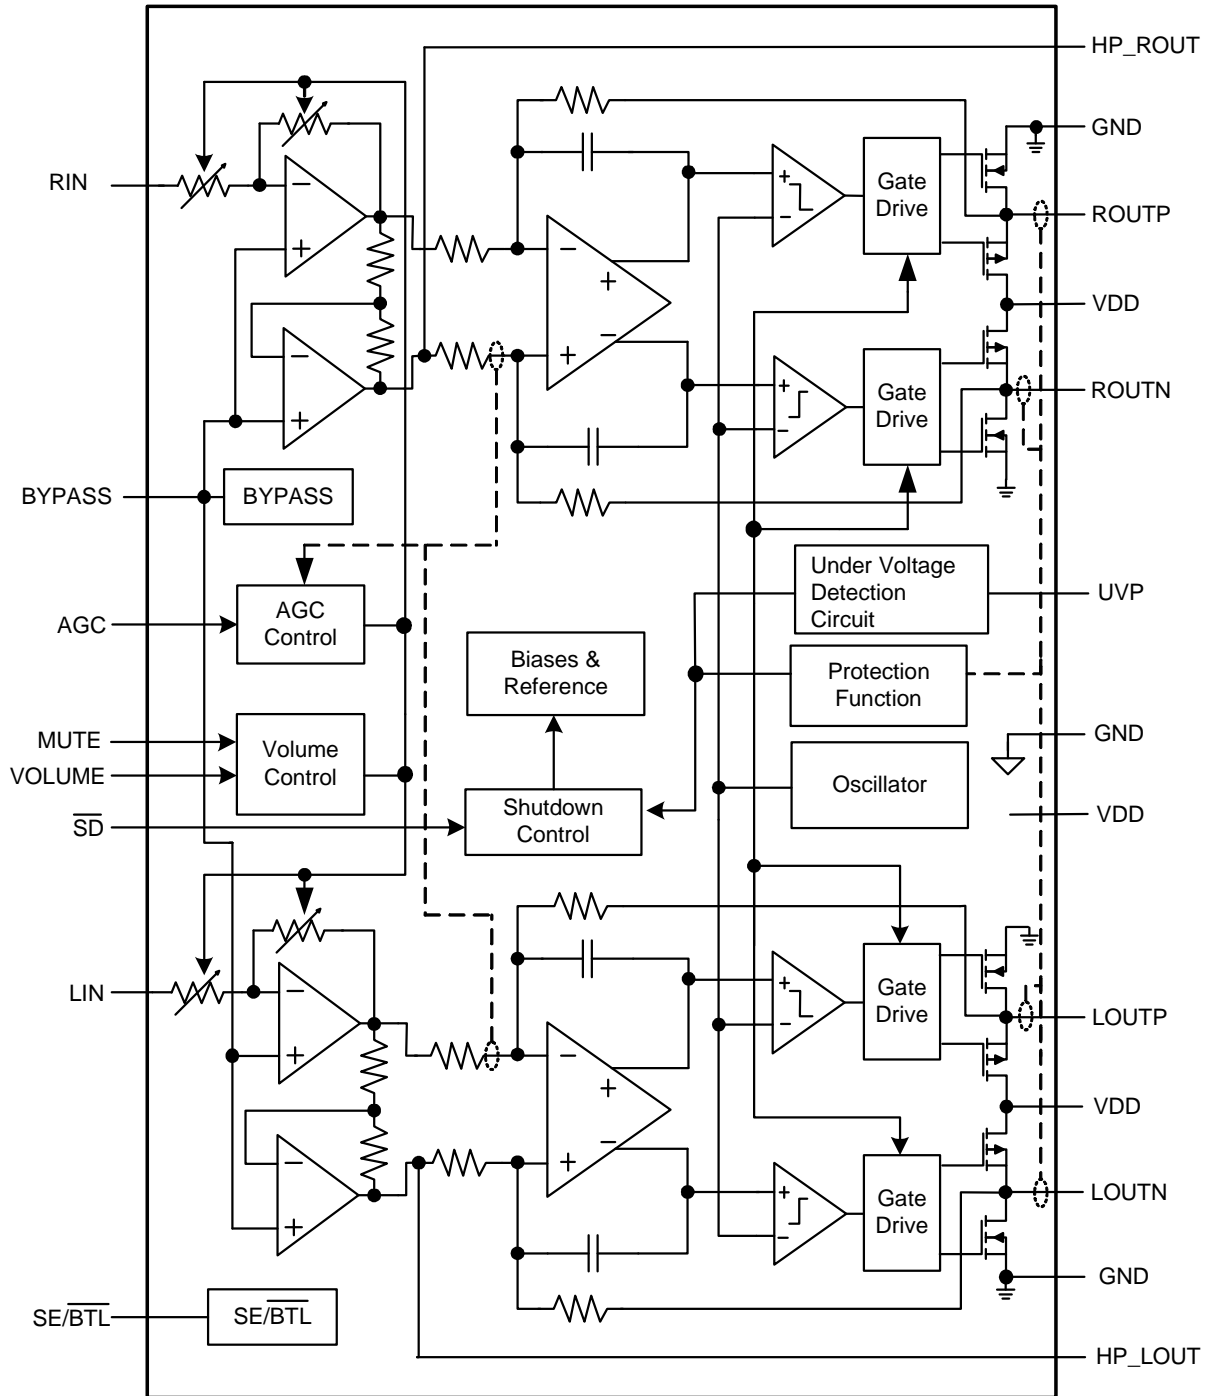 HP_ROUT
GND
RIN
Gate
Drive
ROUTP
VDD
Gate
Drive
ROUTN
BYPASS
BYPASS
Under Voltage
Detection
Circuit
UVP
AGC
AGC
Control
Biases &
Reference
Protection
Function
MUTE
VOLUME
Volume
Control
GND
Oscillator
SD
Shutdown
Control
VDD
LIN
Gate
Drive
LOUTP
VDD
Gate
Drive
LOUTN
GND
SE/BTL
SE/BTL
HP_LOUT